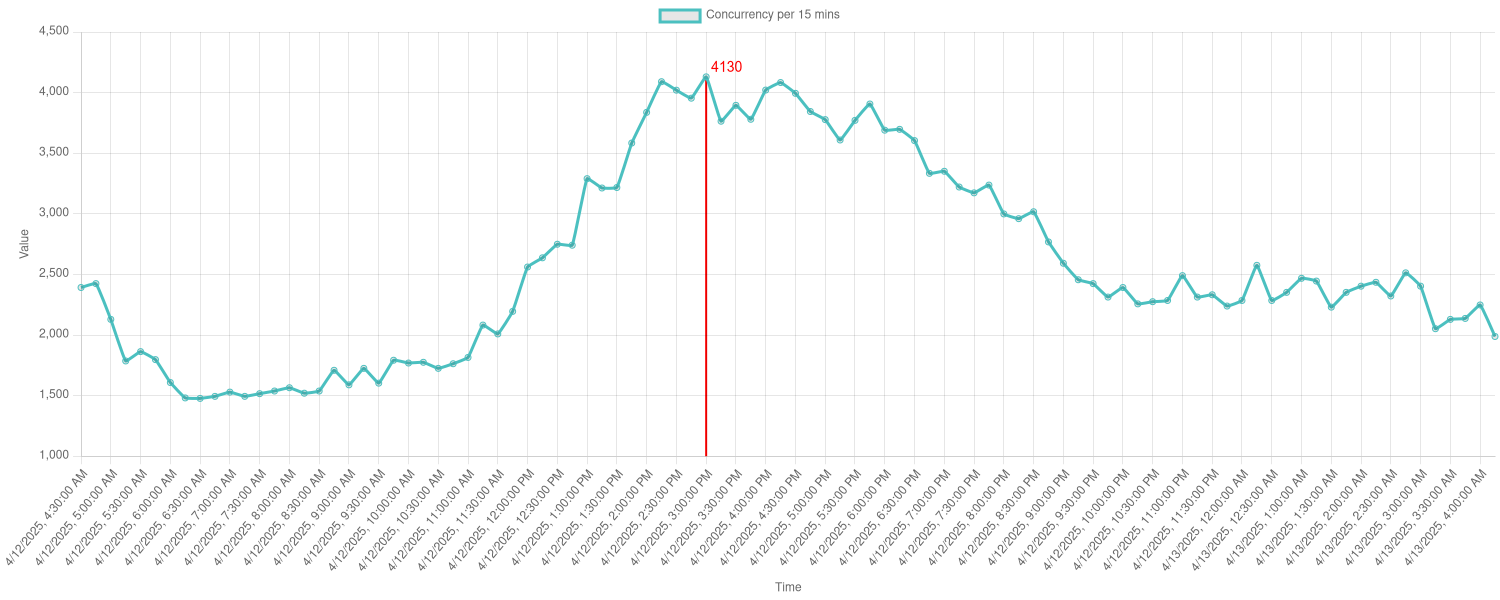 Concurrency per 15 mins
4,500
4,000
3,500
3,000
2,500
2,000
1,500
1,000
Value
4130
4/12/2025, 4:30:00 AM
4/12/2025, 5:00:00 AM
4/12/2025, 5:30:00 AM
4/12/2025, 6:00:00 AM
4/12/2025, 6:30:00 AM
4/12/2025, 7:00:00 AM
4/12/2025, 7:30:00 AM
4/12/2025, 8:00:00 AM
4/12/2025, 8:30:00 AM
4/12/2025, 9:00:00 AM
4/12/2025, 9:30:00 AM
4/12/2025, 10:00:00 AM
4/12/2025, 10:30:00 AM
4/12/2025, 11:00:00 AM
4/12/2025, 11:30:00 AM
4/12/2025, 12:00:00 PM
4/12/2025, 12:30:00 PM
4/12/2025, 1:00:00 PM
4/12/2025, 1:30:00 PM
4/12/2025, 2:00:00 PM
4/12/2025, 2:30:00 PM
4/12/2025, 3:00:00 PM
4/12/2025, 3:30:00 PM
4/12/2025, 4:00:00 PM
4/12/2025, 4:30:00 PM
4/12/2025, 5:00:00 PM
4/12/2025, 5:30:00 PM
4/12/2025, 6:00:00 PM
4/12/2025, 6:30:00 PM
4/12/2025, 7:00:00 PM
4/12/2025, 7:30:00 PM
4/12/2025, 8:00:00 PM
4/12/2025, 8:30:00 PM
4/12/2025, 9:00:00 PM
4/12/2025, 9:30:00 PM
4/12/2025, 10:00:00 PM
4/12/2025, 10:30:00 PM
4/12/2025, 11:00:00 PM
4/12/2025, 11:30:00 PM
4/13/2025, 12:00:00 AM
4/13/2025, 12:30:00 AM
4/13/2025, 1:00:00 AM
4/13/2025, 1:30:00 AM
4/13/2025, 2:00:00 AM
4/13/2025, 2:30:00 AM
4/13/2025, 3:00:00 AM
4/13/2025, 3:30:00 AM
4/13/2025, 4:00:00 AM
Time